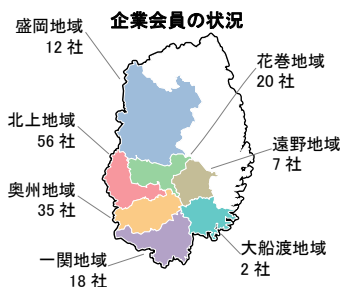 企業会員の状況
盛岡地域
12 社
花巻地域
20 社
北上地域
56 社
遠野地域
7 社
奥州地域
35 社
大船渡地域
2 社
一関地域
18 社